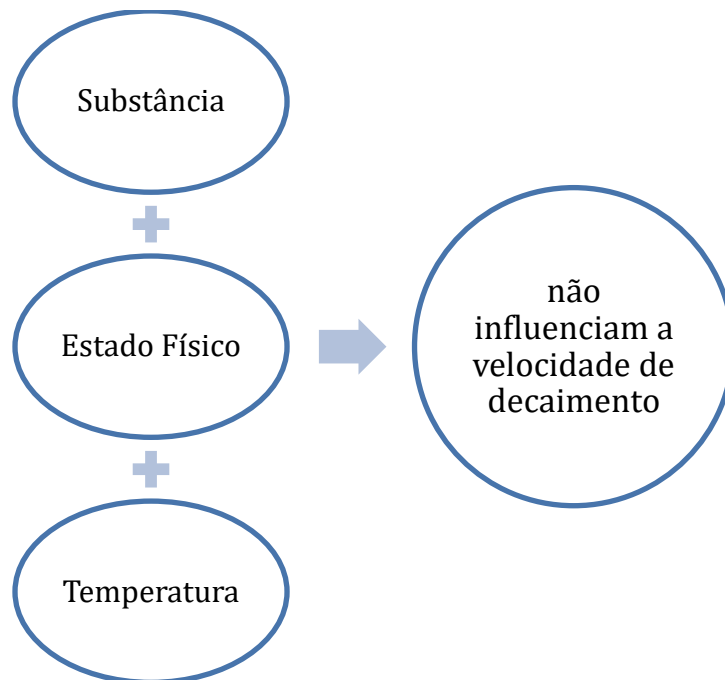 Substância
Estado Físico
Temperatura
não
influenciam a
velocidade de
decaimento